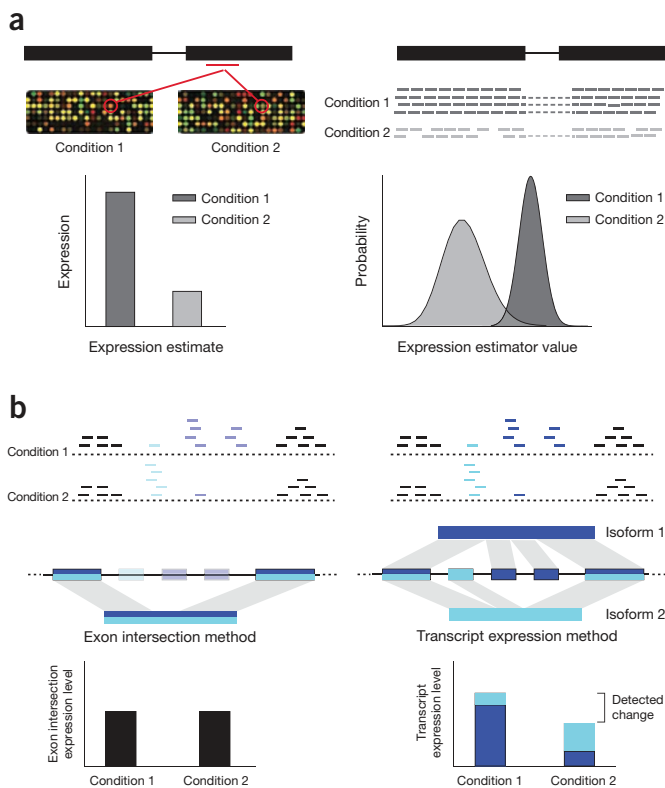 a
Condition 1
Condition 2
Condition 1
Condition 2
Expression
Condition 1
Condition 2
Expression estimate
Probability
Condition 1
Condition 2
Expression estimator value
b
Condition 1
Condition 2
Exon intersection method
Isoform 1
Isoform 2
Transcript expression method
Exon intersection
expression level
Condition 1
Condition 2
Transcript
expression level
Detected
change
Condition 1
Condition 2